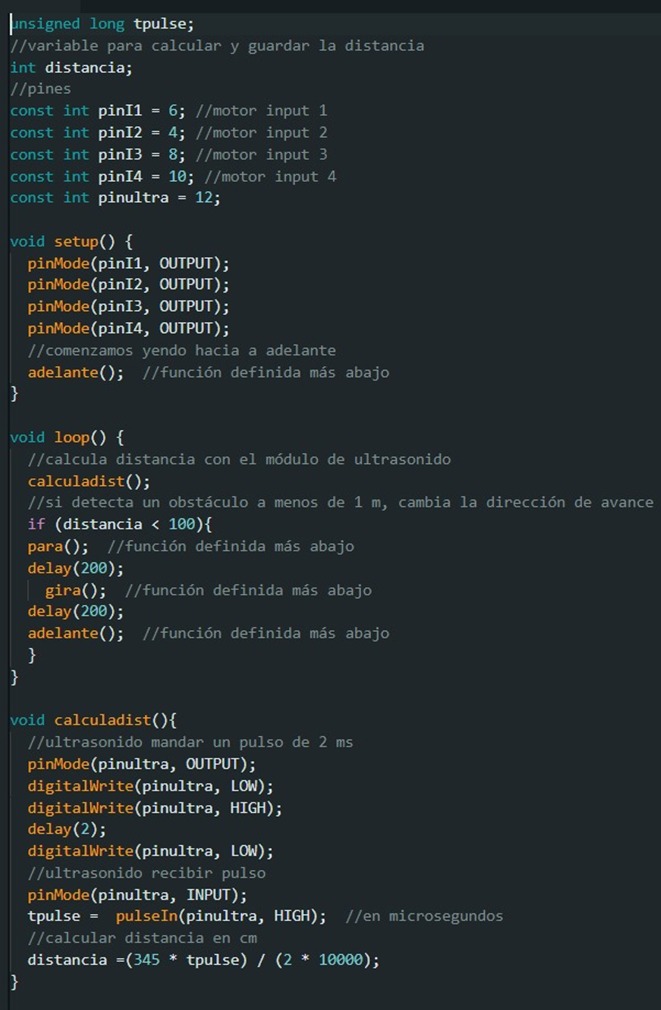 unsigned long tpulse;
//variable para calcular y guardar la distancia
int distancia;
//pines
const int pinI1 = 6; //motor input 1
const int pinI2 = 4; //motor input 2
const int pinI3 = 8; //motor input 3
const int pinI4 = 10; //motor input 4
const int pinultra = 12;

void setup() {
  pinMode(pinI1, OUTPUT);
  pinMode(pinI2, OUTPUT);
  pinMode(pinI3, OUTPUT);
  pinMode(pinI4, OUTPUT);
  //comenzamos yendo hacia a adelante
  adelante();  //función definida más abajo
}

void loop() {
  //calcula distancia con el módulo de ultrasonido
  calculadist();
  //si detecta un obstáculo a menos de 1 m, cambia la dirección de avance
  if (distancia < 100){
  para();  //función definida más abajo
  delay(200);
    gira();  //función definida más abajo
  delay(200);
  adelante();  //función definida más abajo
  }
}

void calculadist(){
  //ultrasonido mandar un pulso de 2 ms
  pinMode(pinultra, OUTPUT);
  digitalWrite(pinultra, LOW);
  digitalWrite(pinultra, HIGH);
  delay(2);
  digitalWrite(pinultra, LOW);
  //ultrasonido recibir pulso
  pinMode(pinultra, INPUT);
  tpulse =  pulseIn(pinultra, HIGH);  //en microsegundos
  //calcular distancia en cm
  distancia =(345 * tpulse) / (2 * 10000);
}